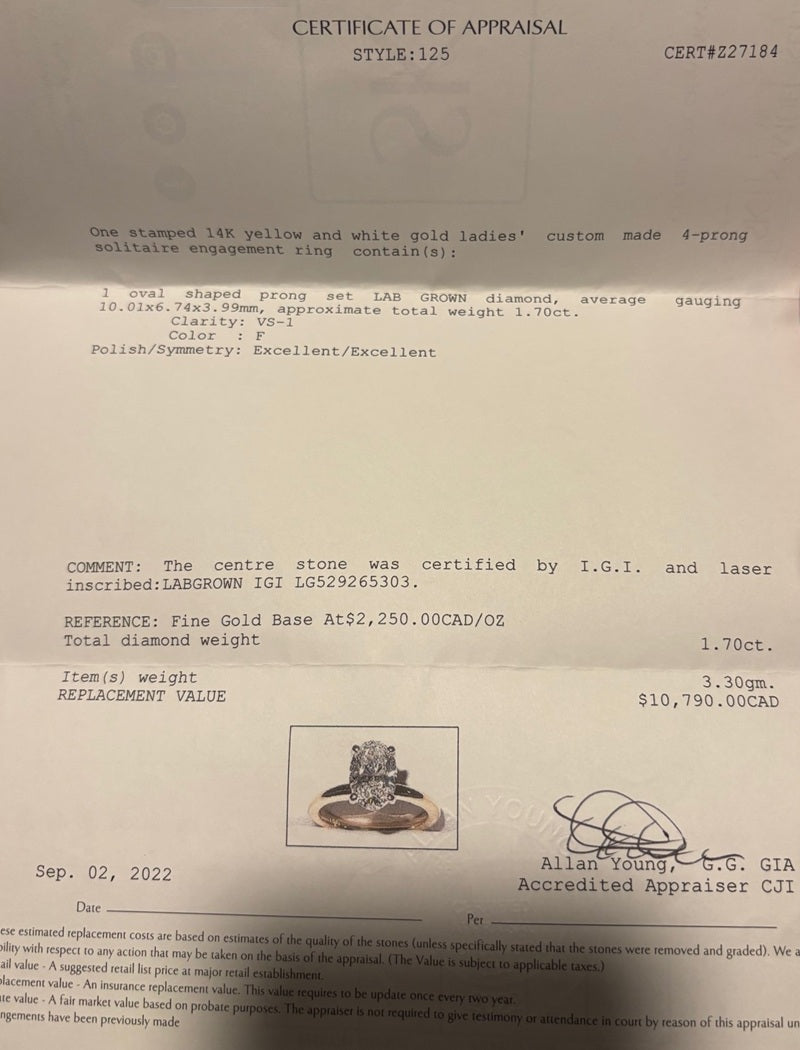 CERTIFICATE OF APPRAISAL
STYLE:125
CERT#Z27184
One stamped 14K yellow and white gold ladies' custom made 4-prong
solitaire engagement ring contain(s):
1 oval shaped prong set LAB GROWN diamond, average gauging
10.01x6.74x3.99mm, approximate total weight 1.70ct.
Clarity: VS-1
Color : F
Polish/Symmetry: Excellent/Excellent
COMMENT: The centre stone was certified by I.G.I. and laser
inscribed:LABGROWN IGI LG529265303.
REFERENCE: Fine Gold Base At$2,250.00CAD/OZ
Total diamond weight 1.70ct.
Item(s) weight 3.30gm.
REPLACEMENT VALUE $10,790.00CAD
ALLAN YOUNG
Allan Young, G.G. GIA
Sep. 02, 2022
Accredited Appraiser CJI
Date
Per
ese estimated replacement costs are based on estimates of the quality of the stones (unless specifically stated that the stones were removed and graded). We a
bility with respect to any action that may be taken on the basis of the appraisal. (The Value is subject to applicable taxes.)
ail value - A suggested retail list price at major retail establishment.
placement value - An insurance replacement value. This value requires to be update once every two year.
te value - A fair market value based on probate purposes. The appraiser is not required to give testimony or attendance in court by reason of this appraisal un
ngements have been previously made